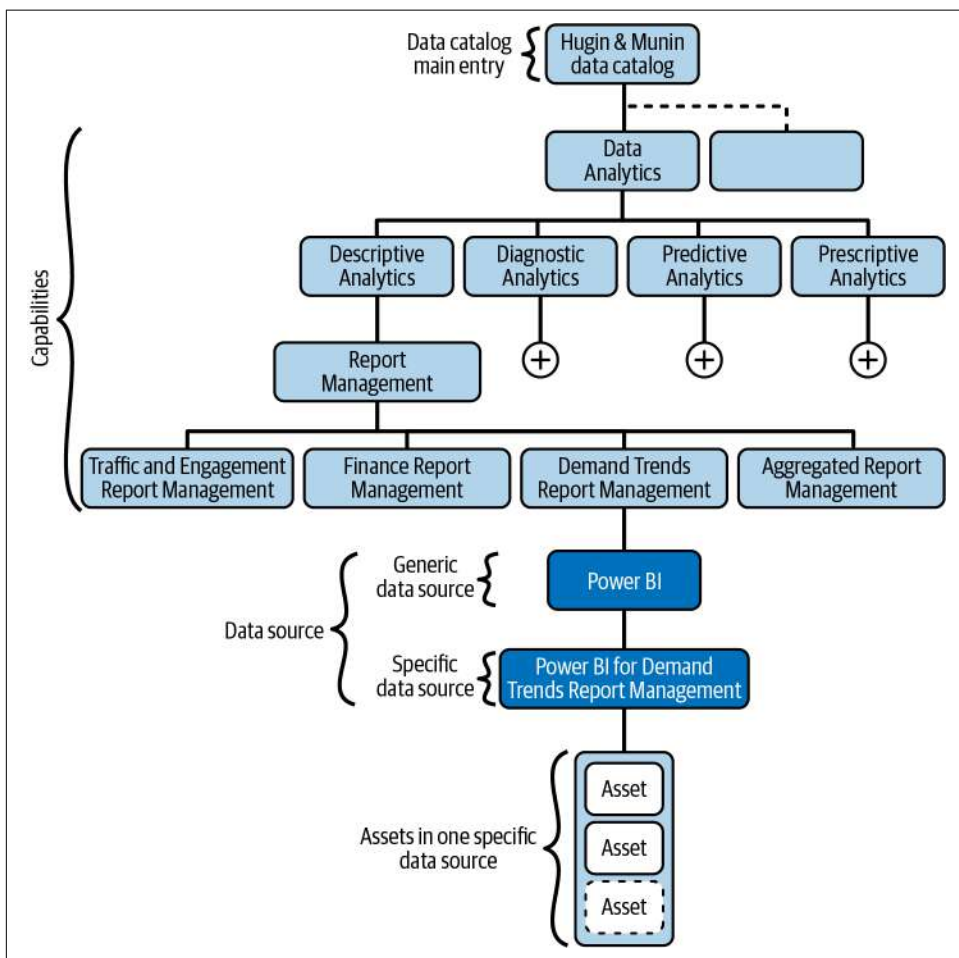 Data catalog
main entry
Hugin & Munin
data catalog
Data
Analytics
Capabilities
Descriptive
Analytics
Diagnostic
Analytics
Predictive
Analytics
Prescriptive
Analytics
+
+
+
Report
Management
Traffic and Engagement
Report Management
Finance Report
Management
Demand Trends
Report Management
Aggregated Report
Management
Data source
Generic
data source
Power BI
Specific
data source
Power BI for Demand
Trends Report Management
Assets in one specific
data source
Asset
Asset
Asset